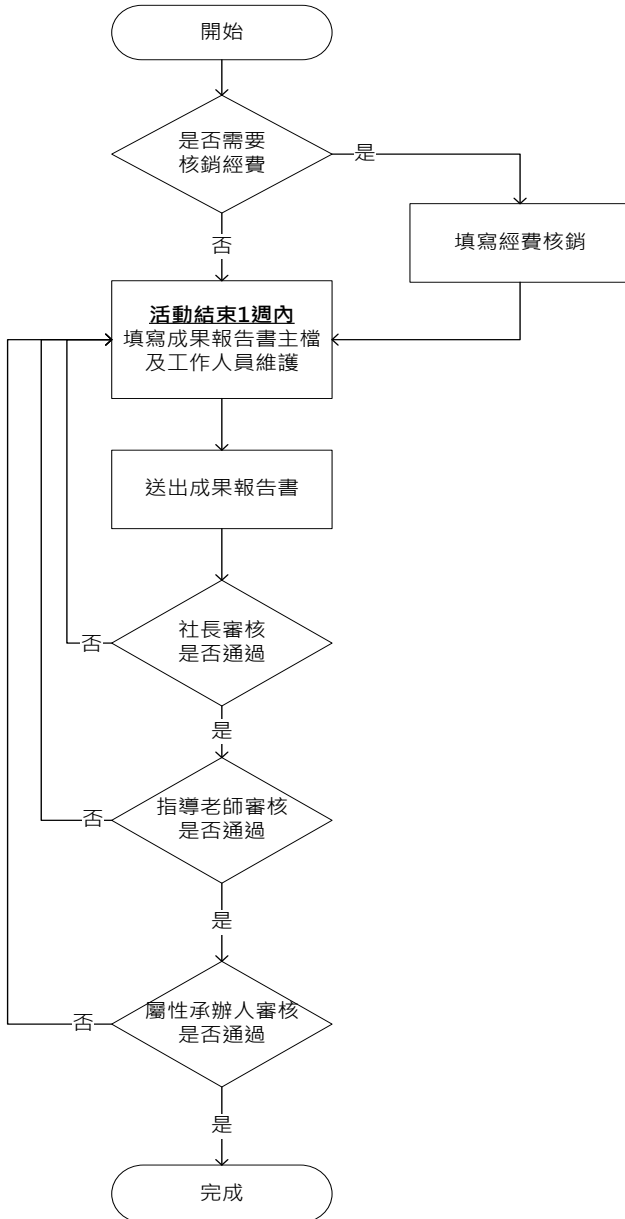 開始
是否需要
核銷經費
是
填寫經費核銷
否
活動結束1週內
填寫成果報告書主檔
及工作人員維護
送出成果報告書
社長審核
是否通過
否
是
指導老師審核
是否通過
否
是
屬性承辦人審核
是否通過
否
是
完成